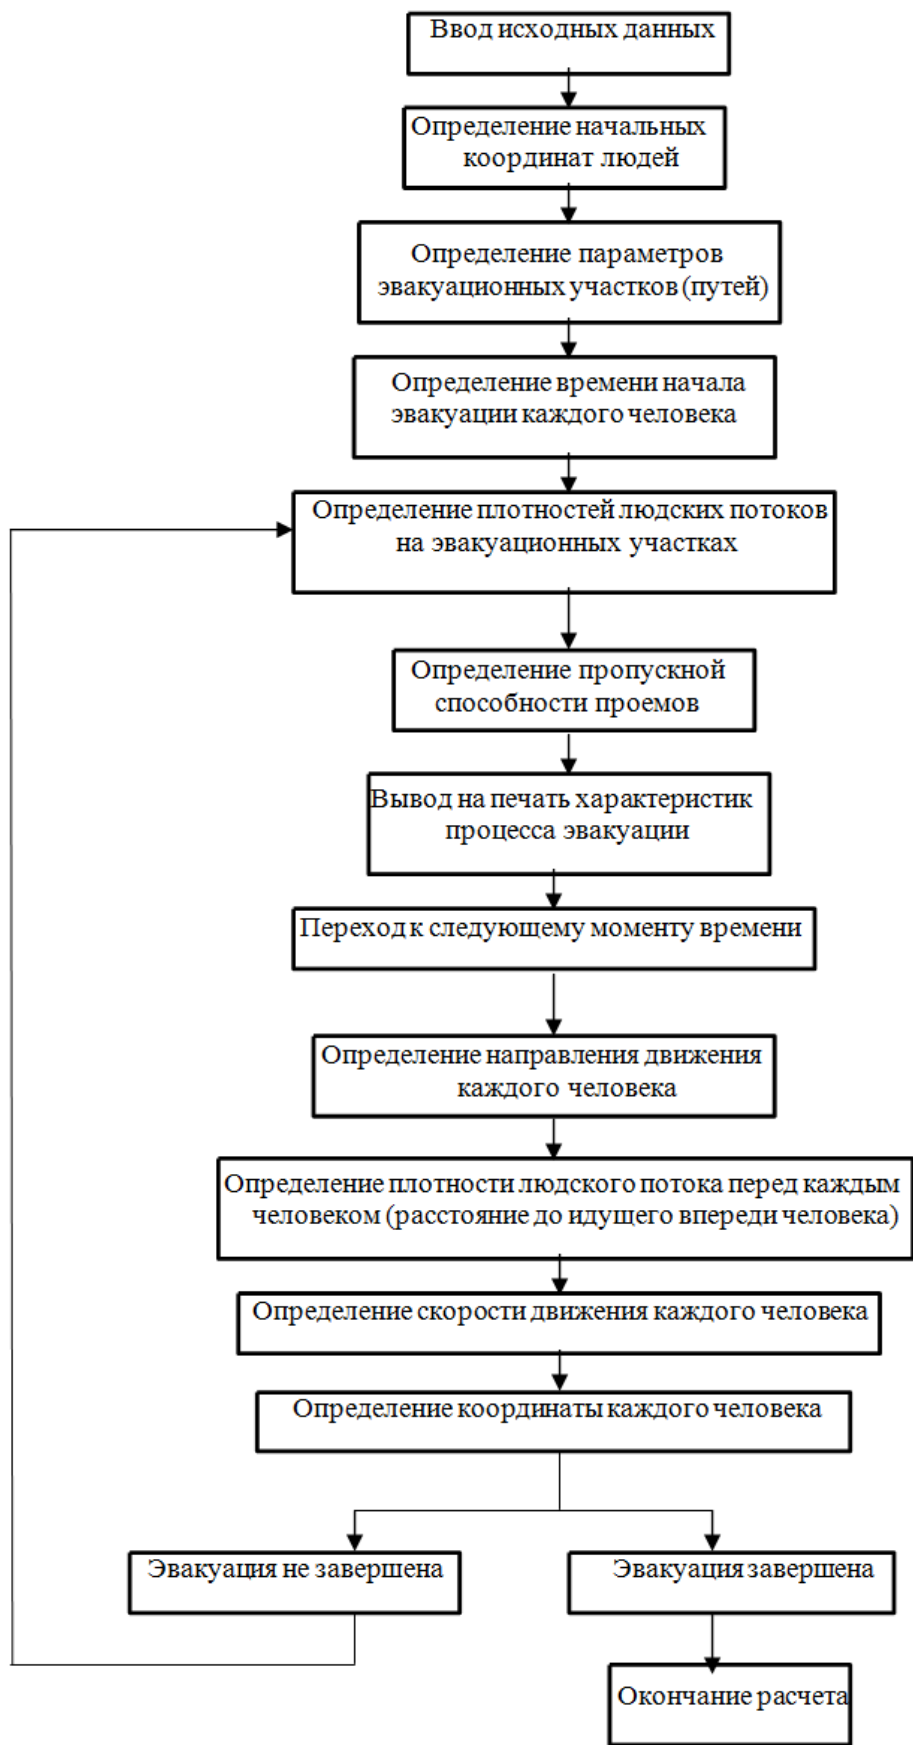 Ввод исходных данных
Определение начальных
координат людей
Определение параметров
эвакуационных участков (путей)
Определение времени начала
эвакуации каждого человека
Определение плотностей людских потоков
на эвакуационных участках
Определение пропускной
способности проемов
Вывод на печать характеристик
процесса эвакуации
Переход к следующему моменту времени
Определение направления движения
каждого человека
Определение плотности людского потока перед каждым
человеком (расстояние до идущего впереди человека)
Определение скорости движения каждого человека
Определение координаты каждого человека
Эвакуация не завершена
Эвакуация завершена
Окончание расчета